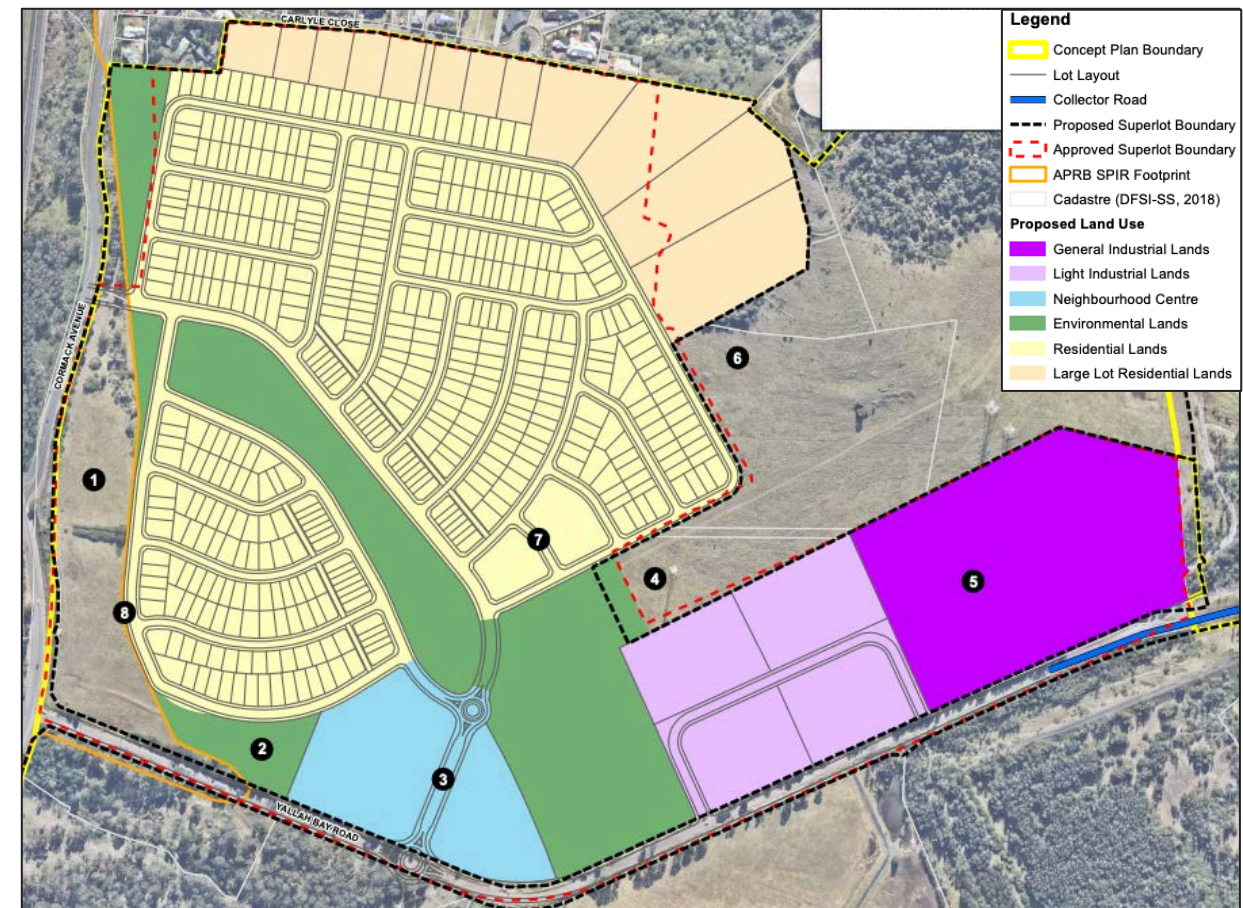 CARLYLE CLOSE
Legend
Concept Plan Boundary
Lot Layout
Collector Road
Proposed Superlot Boundary
Approved Superlot Boundary
APRB SPIR Footprint
Cadastre (DFSI-SS, 2018)
Proposed Land Use
General Industrial Lands
Light Industrial Lands
Neighbourhood Centre
Environmental Lands
Residential Lands
Large Lot Residential Lands
CORMACK AVENUE
6
1
7
4
5
8
2
3
YALLAH BAY ROAD